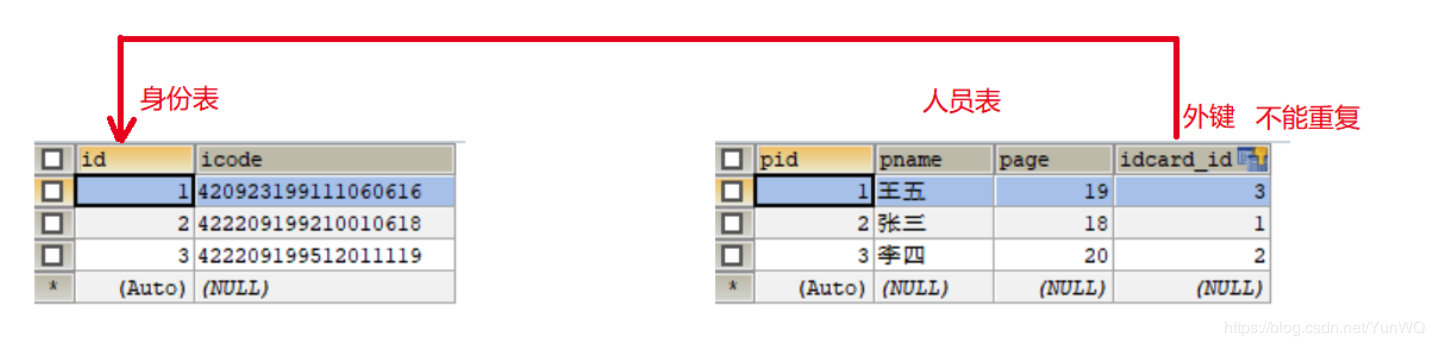 身份表
人员表
外键 不能重复
id icode
1 420923199111060616
2 422209199210010618
3 422209199512011119
* (Auto) (NULL)
pid pname page idcard_id
1 王五 19 3
2 张三 18 1
3 李四 20 2
* (Auto) (NULL) (NULL) (NULL)
https://blog.csdn.net/YunWQ